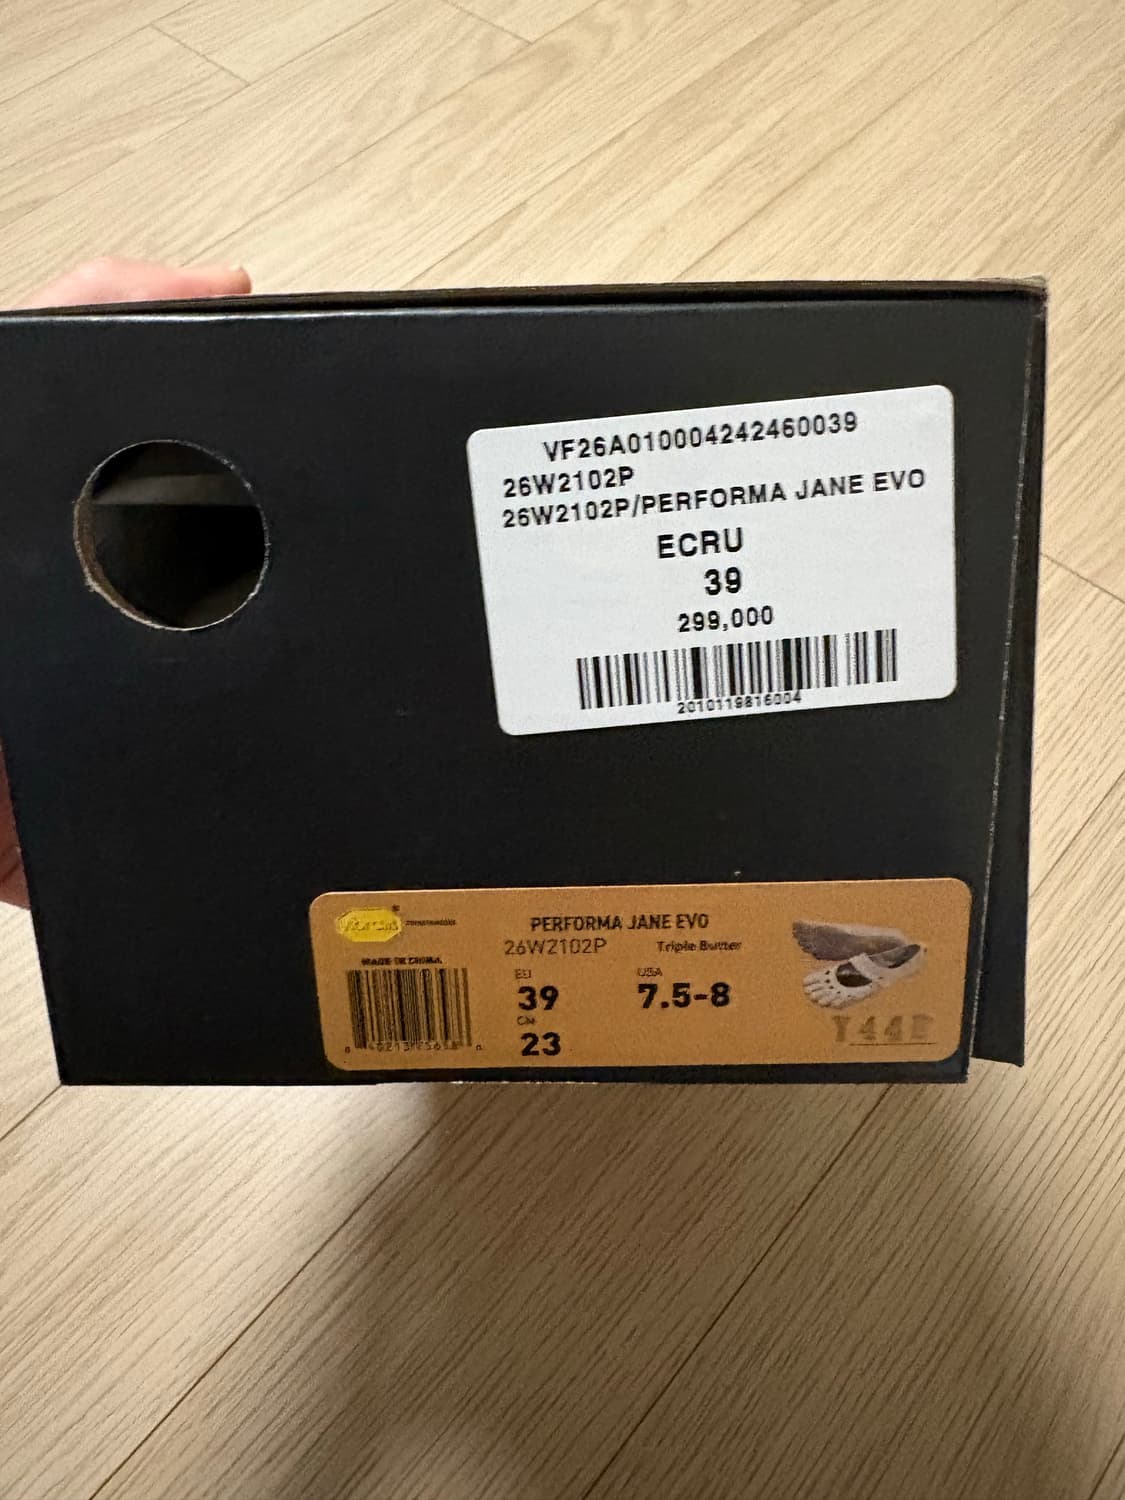 VF26A010004242460039
26W2102P
26W2102P/PERFORMA JANE EVO
ECRU
39
299,000
2010119816004
PERFORMA JANE EVO
26W2102P Triple Butter
MADE IN CHINA
EU
39
USA
7.5-8
CM
23